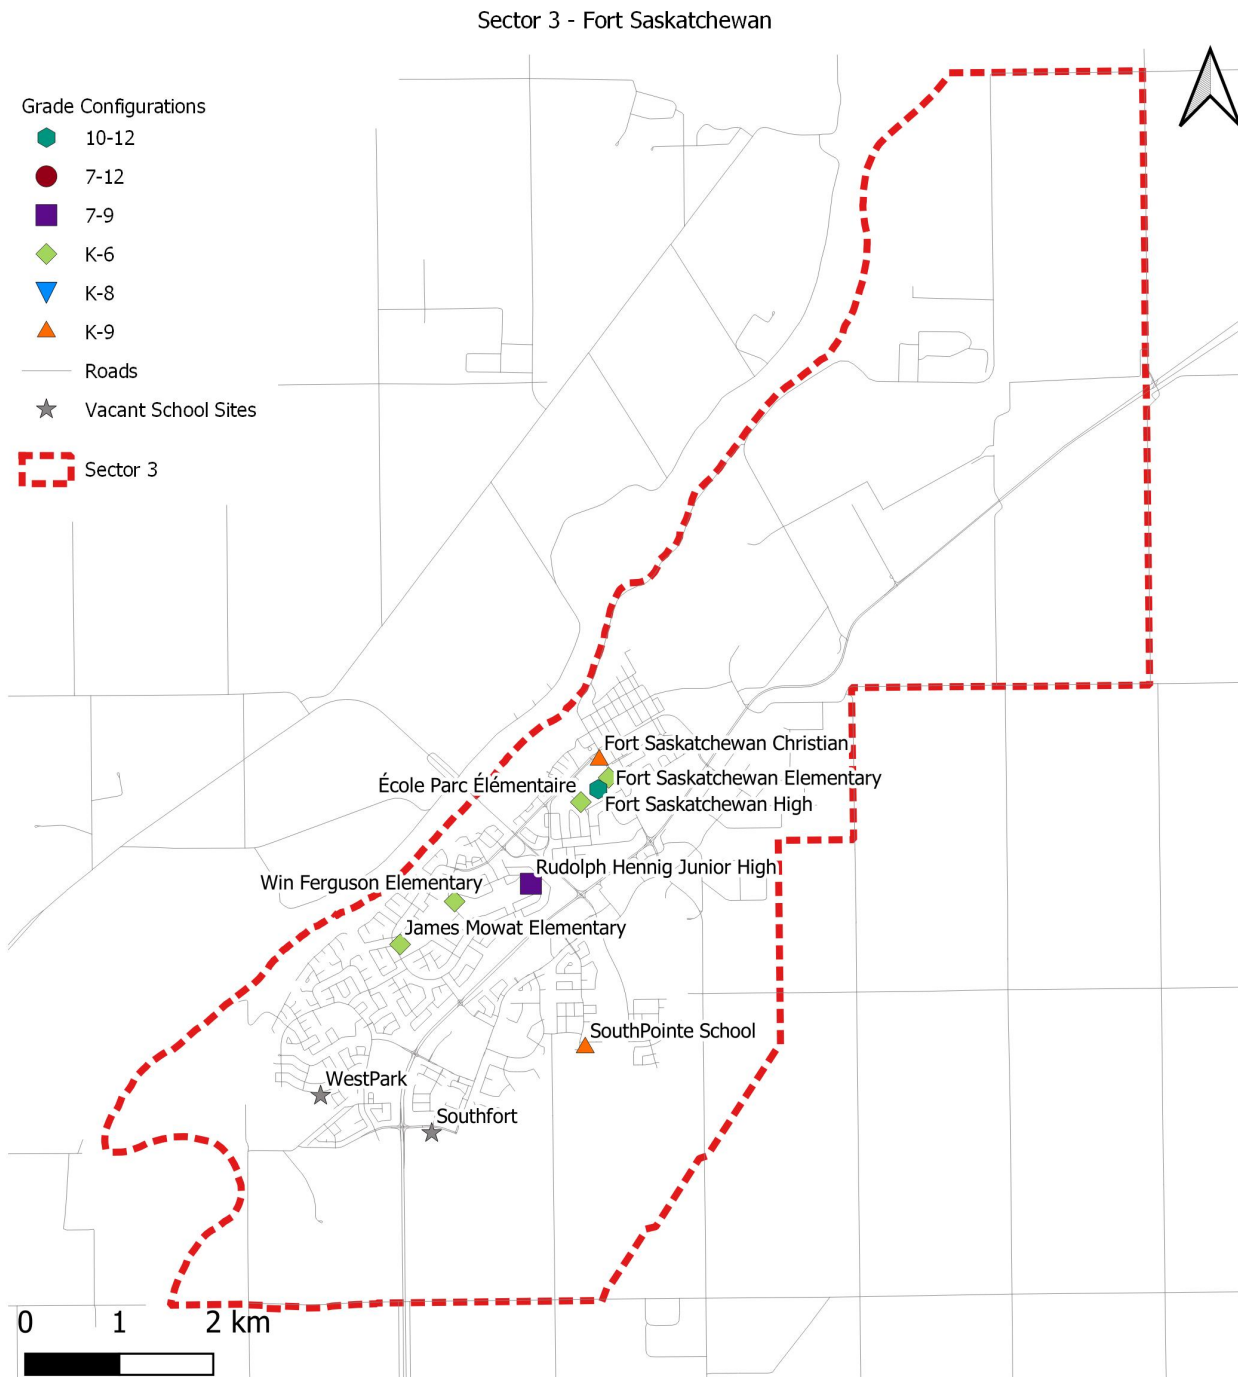 Sector 3 - Fort Saskatchewan
Grade Configurations
10-12
7-12
7-9
K-6
K-8
K-9
Roads
Vacant School Sites
Sector 3
Fort Saskatchewan Christian
Fort Saskatchewan Elementary
École Parc Élémentaire
Fort Saskatchewan High
Rudolph Hennig Junior High
Win Ferguson Elementary
James Mowat Elementary
SouthPointe School
WestPark
Southfort
0 1 2 km